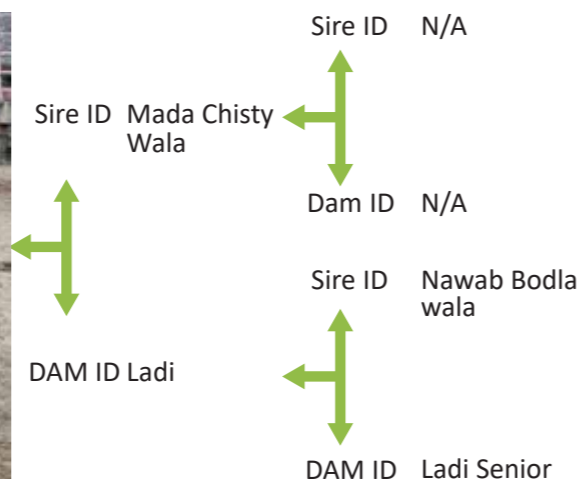 Sire ID N/A
Sire ID Mada Chisty
Wala
Dam ID N/A
Sire ID Nawab Bodla
wala
DAM ID Ladi
DAM ID Ladi Senior